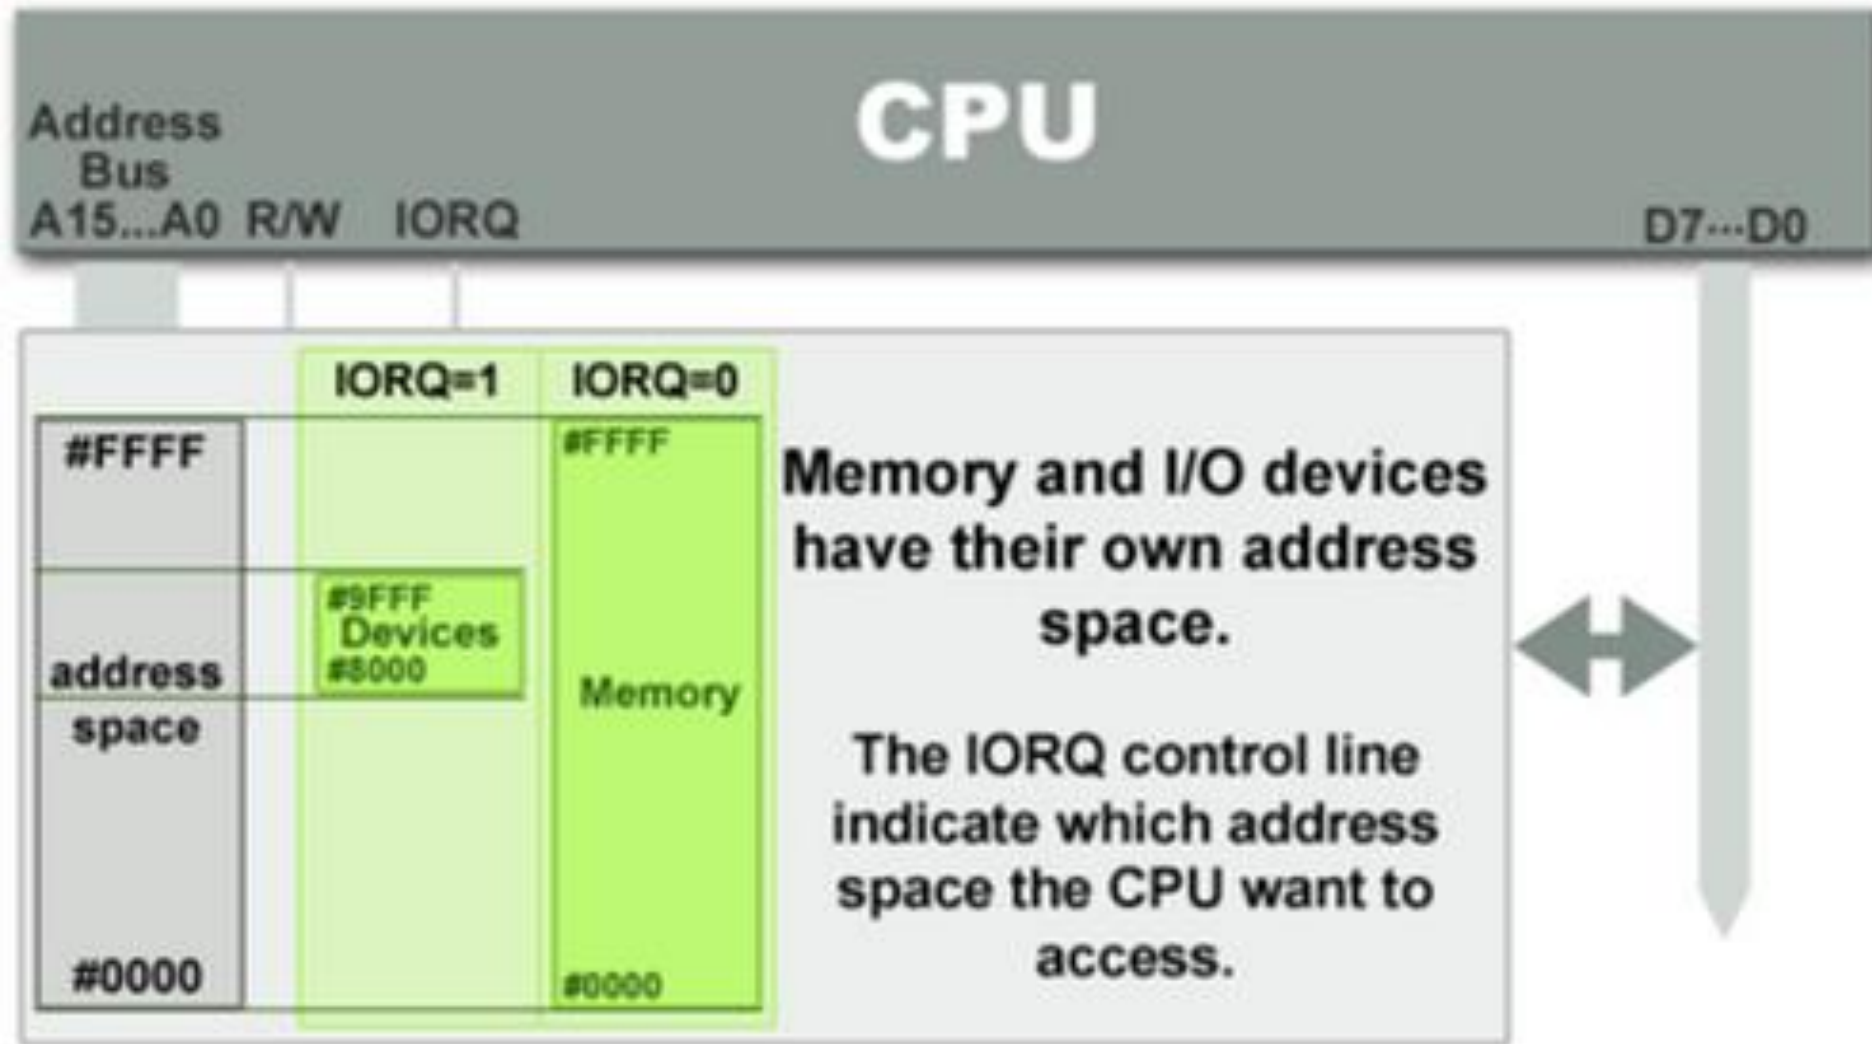 CPU
Address
Bus
A15...A0 R/W IORQ
D7...D0
IORQ=1 IORQ=0
#FFFF
address
space
#0000
#9FFF
Devices
#8000
#FFFF
Memory
#0000
Memory and I/O devices
have their own address
space.
The IORQ control line
indicate which address
space the CPU want to
access.